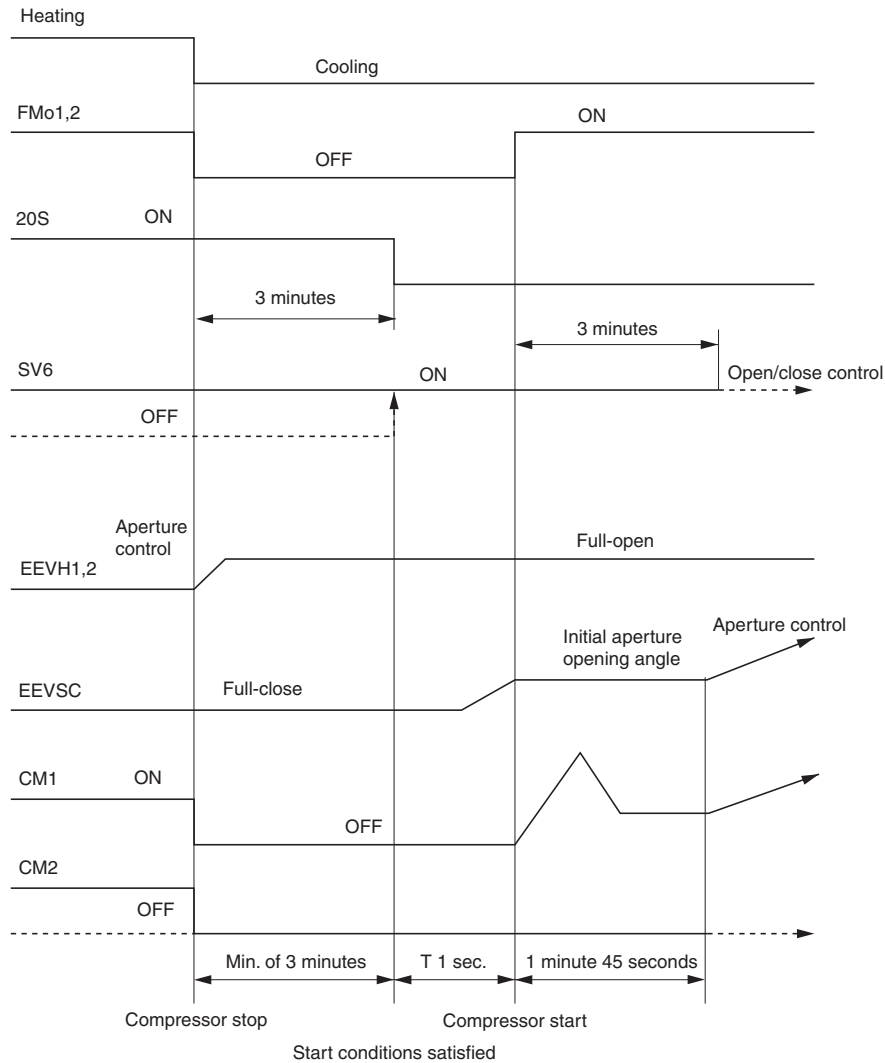 Heating
Cooling
FMo1,2
ON
OFF
20S
ON
3 minutes
3 minutes
SV6
ON
Open/close control
OFF
Aperture
control
Full-open
EEVH1,2
Initial aperture
opening angle
Aperture control
EEVSC
Full-close
CM1
ON
OFF
CM2
OFF
Min. of 3 minutes
T 1 sec.
1 minute 45 seconds
Compressor stop
Compressor start
Start conditions satisfied